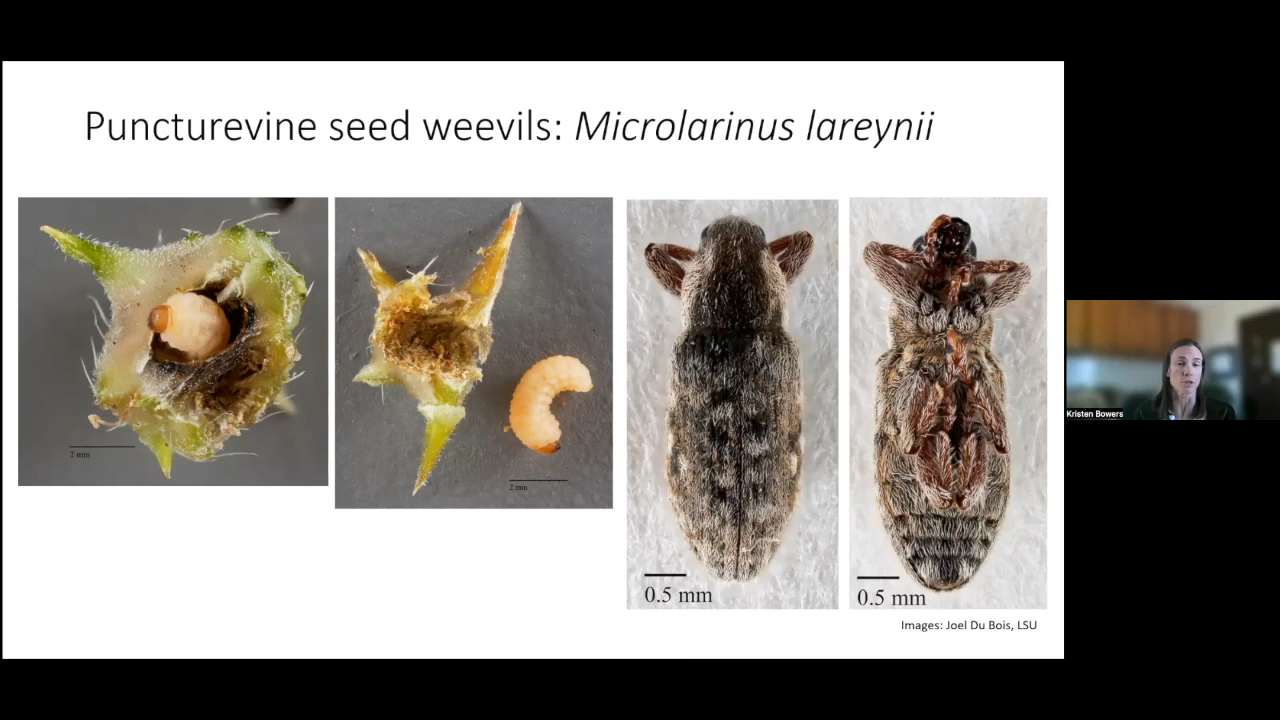 Puncturevine seed weevils: Microlarinus lareynii
2 mm
2 mm
0.5 mm
0.5 mm
Images: Joel Du Bois, LSU
Kristen Bowers